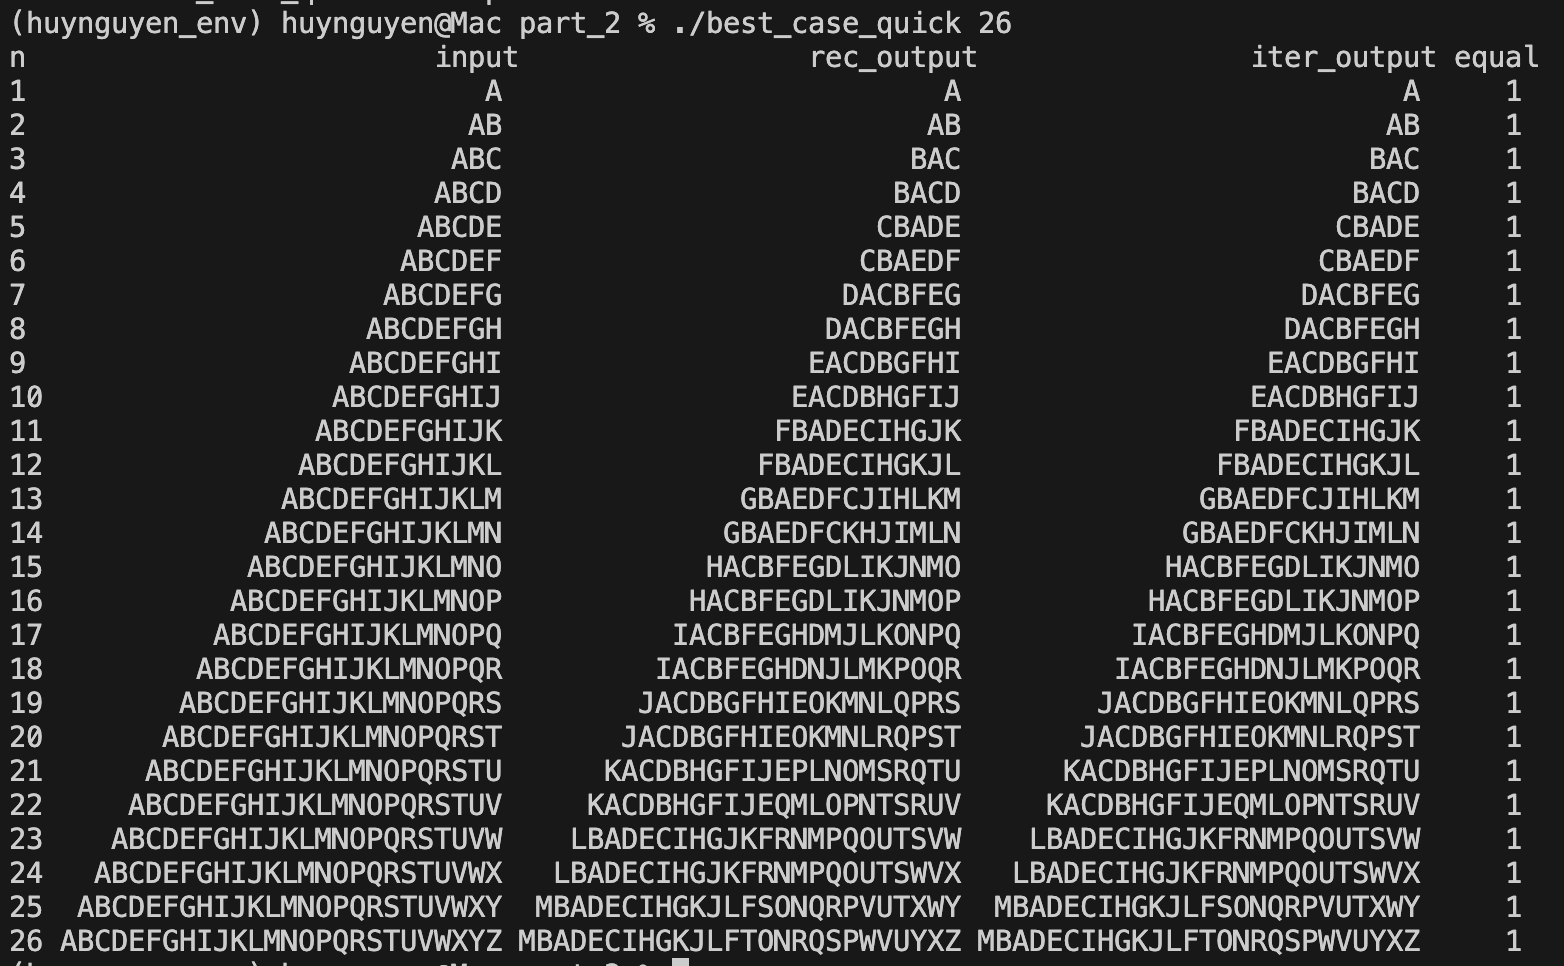 (huynguyen_env) huynguyen@Mac part_2 % ./best_case_quick 26
n input rec_output iter_output equal
1 A A A 1
2 AB AB AB 1
3 ABC BAC BAC 1
4 ABCD BACD BACD 1
5 ABCDE CBADE CBADE 1
6 ABCDEF CBAEDF CBAEDF 1
7 ABCDEFG DACBFEG DACBFEG 1
8 ABCDEFGH DACBFEGH DACBFEGH 1
9 ABCDEFGHI EACDBGFHI EACDBGFHI 1
10 ABCDEFGHIJ EACDBHGFIJ EACDBHGFIJ 1
11 ABCDEFGHIJK FBADECIHGJK FBADECIHGJK 1
12 ABCDEFGHIJKL FBADECIHGKJL FBADECIHGKJL 1
13 ABCDEFGHIJKLM GBAEDFCJIHLKM GBAEDFCJIHLKM 1
14 ABCDEFGHIJKLMN GBAEDFCKHJIMLN GBAEDFCKHJIMLN 1
15 ABCDEFGHIJKLMNO HACBFEGDLIKJNMO HACBFEGDLIKJNMO 1
16 ABCDEFGHIJKLMNOP HACBFEGDLIKJNMOP HACBFEGDLIKJNMOP 1
17 ABCDEFGHIJKLMNOPQ IACBFEGHDMJLKONPQ IACBFEGHDMJLKONPQ 1
18 ABCDEFGHIJKLMNOPQR IACBFEGHDNJLMKPOQR IACBFEGHDNJLMKPOQR 1
19 ABCDEFGHIJKLMNOPQRS JACDBGFHIEOKMNLQPRS JACDBGFHIEOKMNLQPRS 1
20 ABCDEFGHIJKLMNOPQRST JACDBGFHIEOKMNLRQPST JACDBGFHIEOKMNLRQPST 1
21 ABCDEFGHIJKLMNOPQRSTU KACDBHGFIJEPLNOMSRQTU KACDBHGFIJEPLNOMSRQTU 1
22 ABCDEFGHIJKLMNOPQRSTUV KACDBHGFIJEQMLOPNTSRUV KACDBHGFIJEQMLOPNTSRUV 1
23 ABCDEFGHIJKLMNOPQRSTUVW LBADECIHGJKFRNMPQOUTSVW LBADECIHGJKFRNMPQOUTSVW 1
24 ABCDEFGHIJKLMNOPQRSTUVWX LBADECIHGJKFRNMPQOUTSWVX LBADECIHGJKFRNMPQOUTSWVX 1
25 ABCDEFGHIJKLMNOPQRSTUVWXY MBADECIHGKJLFSONQRPVUTXWY MBADECIHGKJLFSONQRPVUTXWY 1
26 ABCDEFGHIJKLMNOPQRSTUVWXYZ MBADECIHGKJLFTONRQSPWVUYXZ MBADECIHGKJLFTONRQSPWVUYXZ 1